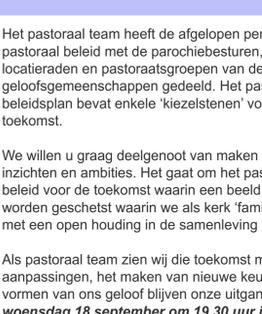 Het pastoraal team heeft de afgelopen per
pastoraal beleid met de parochiebesturen,
locatieraden en pastoraatsgroepen van de
geloofsgemeenschappen gedeeld. Het pas
beleidsplan bevat enkele ‘kiezelstenen’ vo
toekomst.
We willen u graag deelgenoot van maken
inzichten en ambities. Het gaat om het pas
beleid voor de toekomst waarin een beeld
worden geschetst waarin we als kerk ‘fami
met een open houding in de samenleving
Als pastoraal team zien wij die toekomst m
aanpassingen, het maken van nieuwe keu
vormen van ons geloof blijven onze uitgan
woensdag 18 september om 19.30 uur i